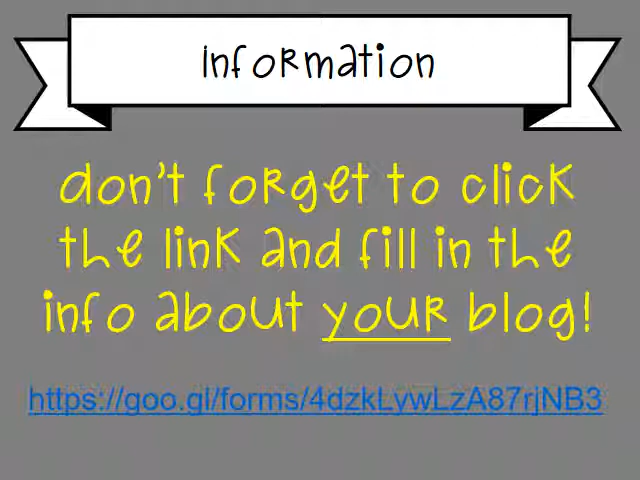 Information
don't forget to click
the link and fill in the
info about your blog!
https://goo.gl/forms/4dzkLywLzA87rjNB3